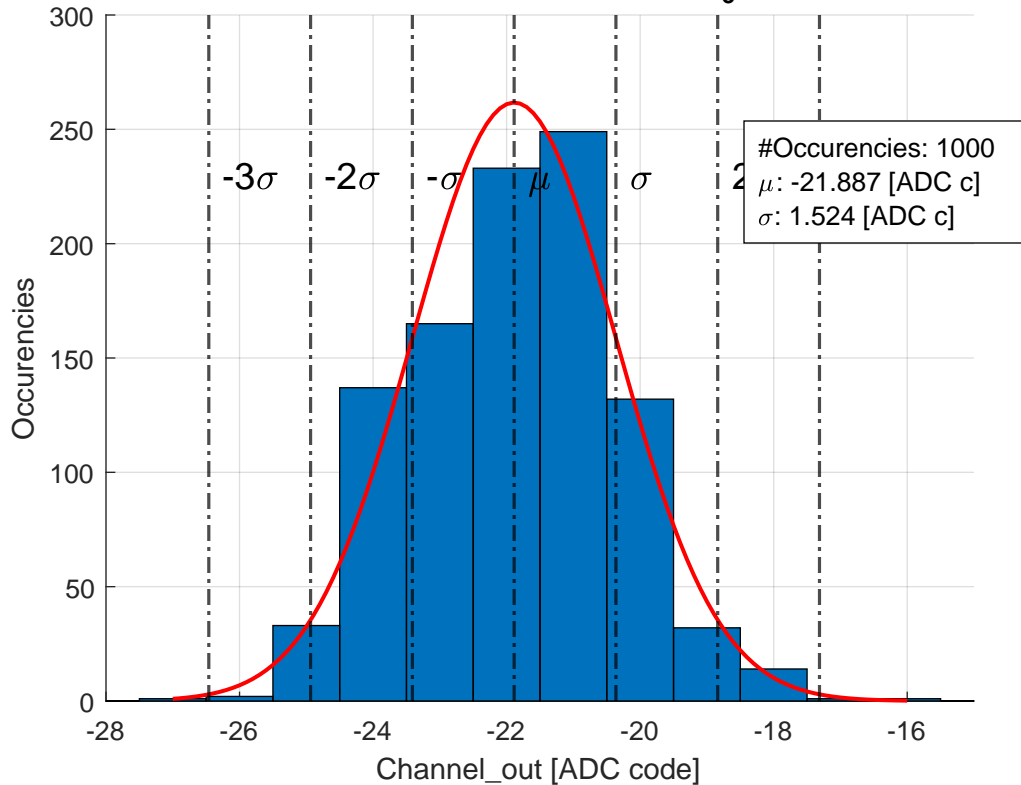 300
250
200
150
100
50
0
-3σ -2σ -σ μ σ
#Occurencies: 1000
μ: -21.887 [ADC c]
σ: 1.524 [ADC c]
Occurencies
-28 -26 -24 -22 -20 -18 -16
Channel_out [ADC code]